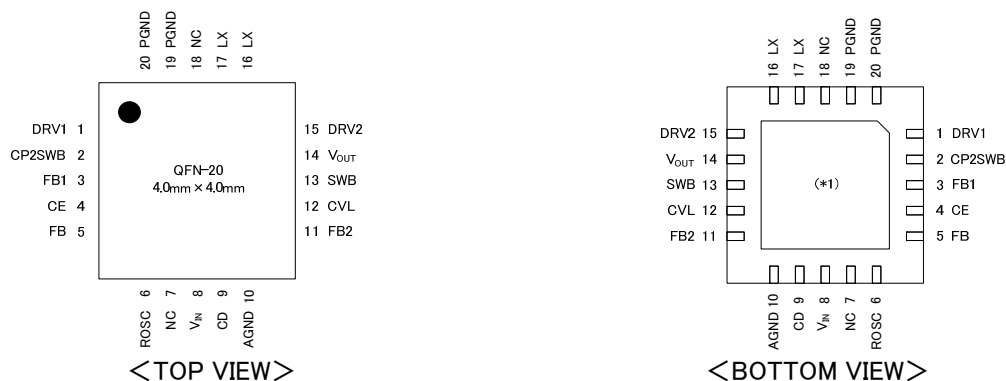 20 PGND
19 PGND
18 NC
17 LX
16 LX
DRV1 1
CP2SWB 2
FB1 3
CE 4
FB 5
QFN-20
4.0mm × 4.0mm
15 DRV2
14 VOUT
13 SWB
12 CVL
11 FB2
ROSC 6
NC 7
VIN 8
CD 9
AGND 10
<TOP VIEW>
16 LX
17 LX
18 NC
19 PGND
20 PGND
DRV2 15
VOUT 14
SWB 13
CVL 12
FB2 11
(*1)
1 DRV1
2 CP2SWB
3 FB1
4 CE
5 FB
AGND 10
CD 9
VIN 8
NC 7
ROSC 6
<BOTTOM VIEW>